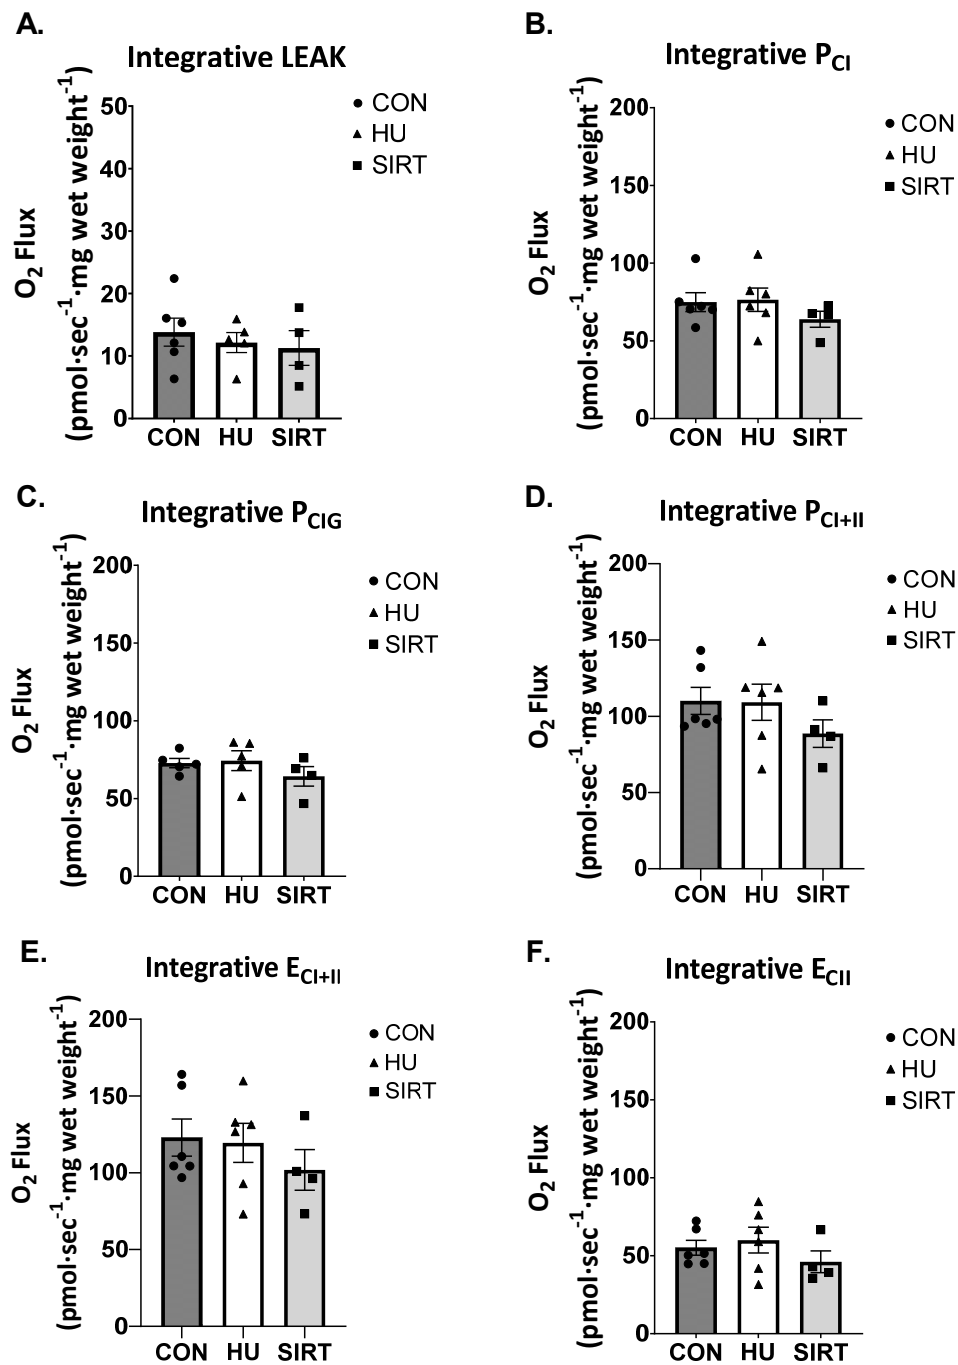 A.
Integrative LEAK
O2 Flux
(pmol·sec-1·mg wet weight-1)
50
40
30
20
10
0
CON HU SIRT
CON
HU
SIRT
B.
Integrative PCI
O2 Flux
(pmol·sec-1·mg wet weight-1)
200
150
100
50
0
CON HU SIRT
CON
HU
SIRT
C.
Integrative PCIG
O2 Flux
(pmol·sec-1·mg wet weight-1)
200
150
100
50
0
CON HU SIRT
CON
HU
SIRT
D.
Integrative PCI+II
O2 Flux
(pmol·sec-1·mg wet weight-1)
200
150
100
50
0
CON HU SIRT
CON
HU
SIRT
E.
Integrative ECI+II
O2 Flux
(pmol·sec-1·mg wet weight-1)
200
150
100
50
0
CON HU SIRT
CON
HU
SIRT
F.
Integrative ECII
O2 Flux
(pmol·sec-1·mg wet weight-1)
200
150
100
50
0
CON HU SIRT
CON
HU
SIRT